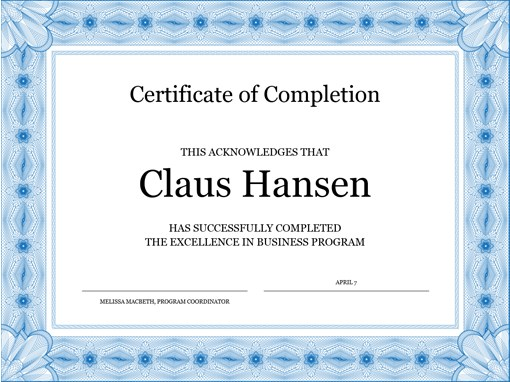 Certificate of Completion
THIS ACKNOWLEDGES THAT
Claus Hansen
HAS SUCCESSFULLY COMPLETED
THE EXCELLENCE IN BUSINESS PROGRAM
APRIL 7
MELISSA MACBETH, PROGRAM COORDINATOR